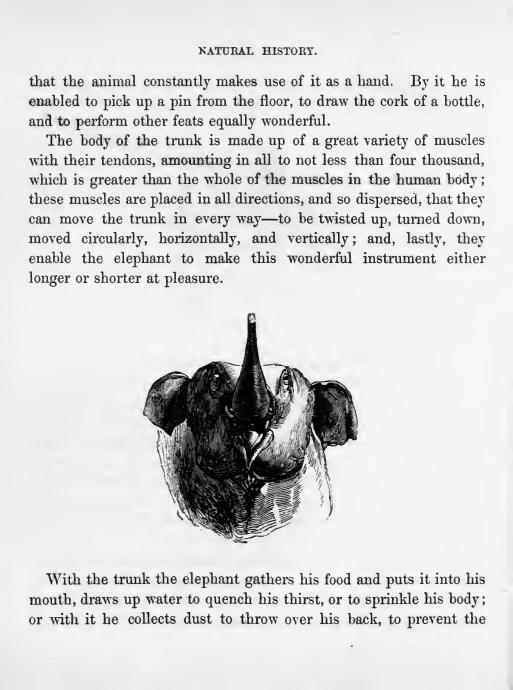 NATURAL HISTORY.
that the animal constantly makes use of it as a hand. By it he is
enabled to pick up a pin from the floor, to draw the cork of a bottle,
and to perform other feats equally wonderful.
The body of the trunk is made up of a great variety of muscles
with their tendons, amounting in all to not less than four thousand,
which is greater than the whole of the muscles in the human body;
these muscles are placed in all directions, and so dispersed, that they
can move the trunk in every way—to be twisted up, turned down,
moved circularly, horizontally, and vertically; and, lastly, they
enable the elephant to make this wonderful instrument either
longer or shorter at pleasure.
With the trunk the elephant gathers his food and puts it into his
mouth, draws up water to quench his thirst, or to sprinkle his body;
or with it he collects dust to throw over his back, to prevent the